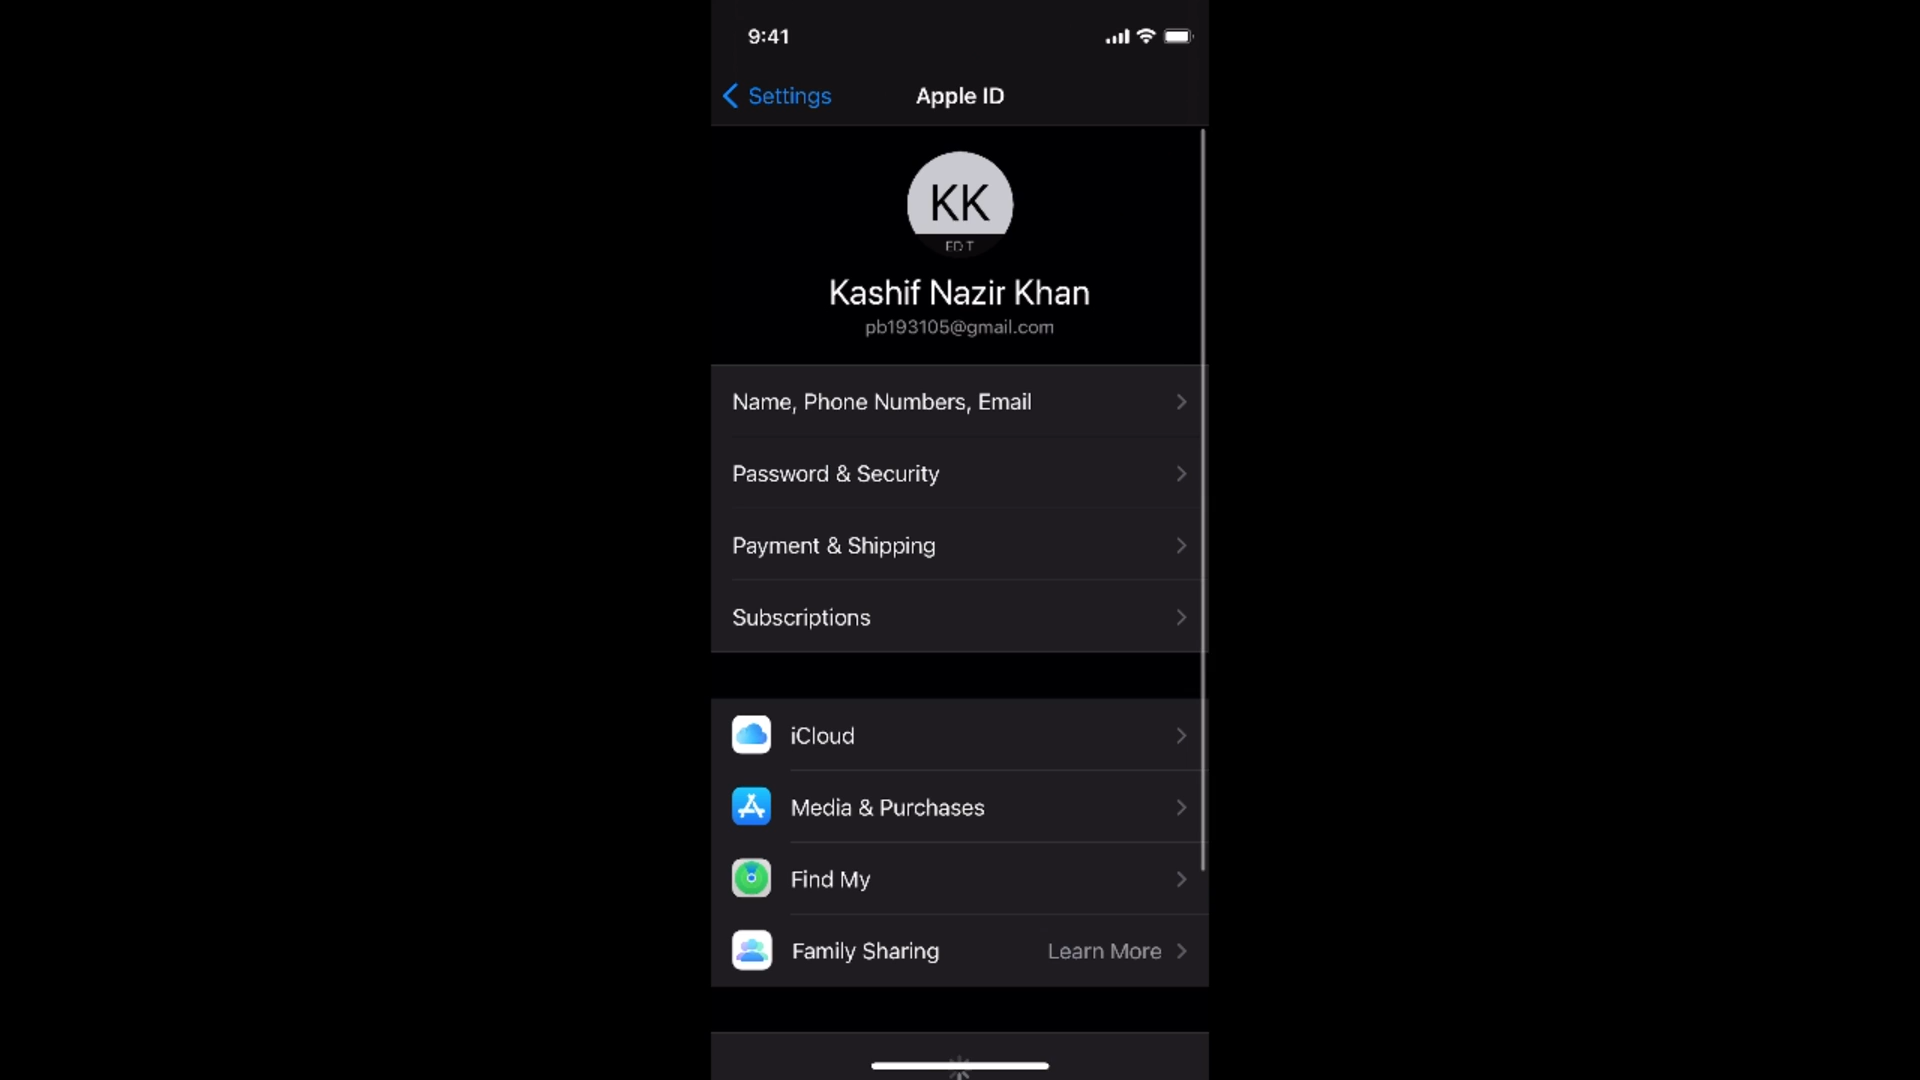 9:41
Settings
Apple ID
KK
EDIT
Kashif Nazir Khan
pb193105@gmail.com
Name, Phone Numbers, Email
Password & Security
Payment & Shipping
Subscriptions
iCloud
Media & Purchases
Find My
Family Sharing Learn More